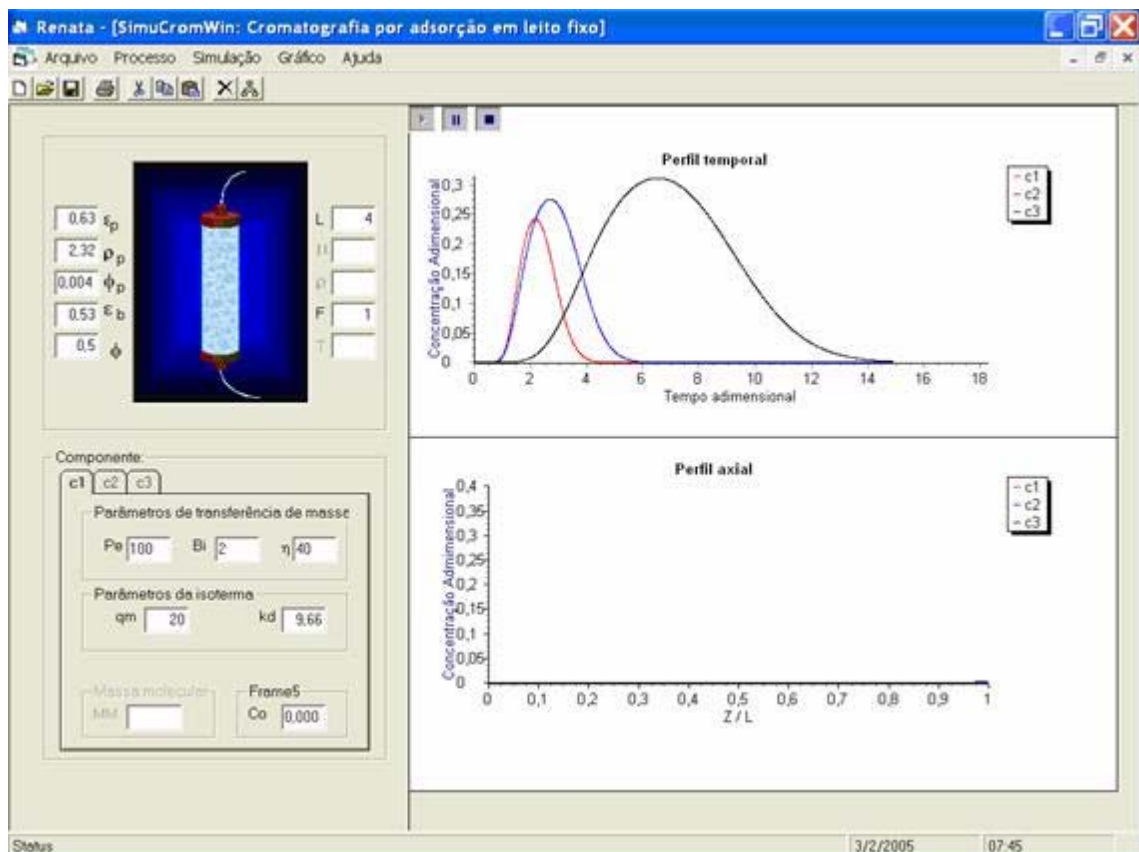 Renata - [SimuCromWin: Cromatografia por adsorção em leito fixo]
Arquivo Processo Simulação Gráfico Ajuda
0,63 εp
2.32 ρp
0,004 ϕp
0,53 εb
0,5 ϕ
L 4
F 1
T
Componente:
c1 c2 c3
Parâmetros de transferência de masse
Pe 100 Bi 2 η 40
Parâmetros da isoterma
qm 20 kd 9,66
Massa molecular
MM
Frame5
Co 0,000
Perfil temporal
c1
c2
c3
Concentração Adimensional
0,3
0,25
0,2
0,15
0,1
0,05
0
0 2 4 6 8 10 12 14 16 18
Tempo adimensional
Perfil axial
c1
c2
c3
Concentração Admimensional
0,4
0,35
0,3
0,25
0,2
0,15
0,1
0,05
0
0 0,1 0,2 0,3 0,4 0,5 0,6 0,7 0,8 0,9 1
Z / L
Status 3/2/2005 07:45